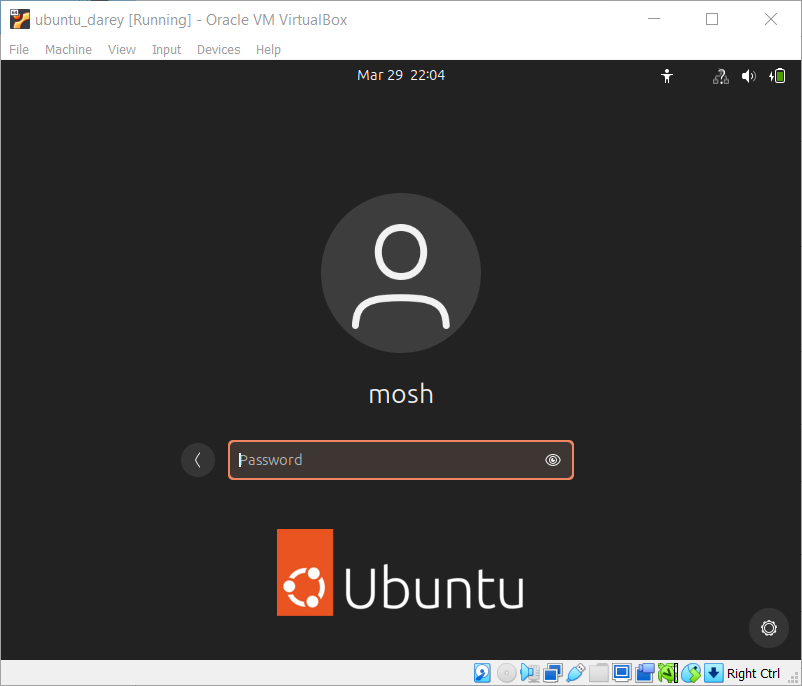 ubuntu_darey [Running] - Oracle VM VirtualBox
File Machine View Input Devices Help
Mar 29 22:04
mosh
Password
Ubuntu
Right Ctrl